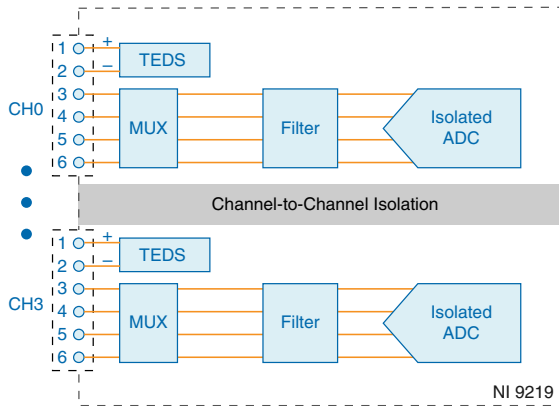 1 + TEDS
2 −
3
CH0 4 MUX Filter Isolated ADC
5
6
Channel-to-Channel Isolation
1 + TEDS
2 −
3
CH3 4 MUX Filter Isolated ADC
5
6
NI 9219